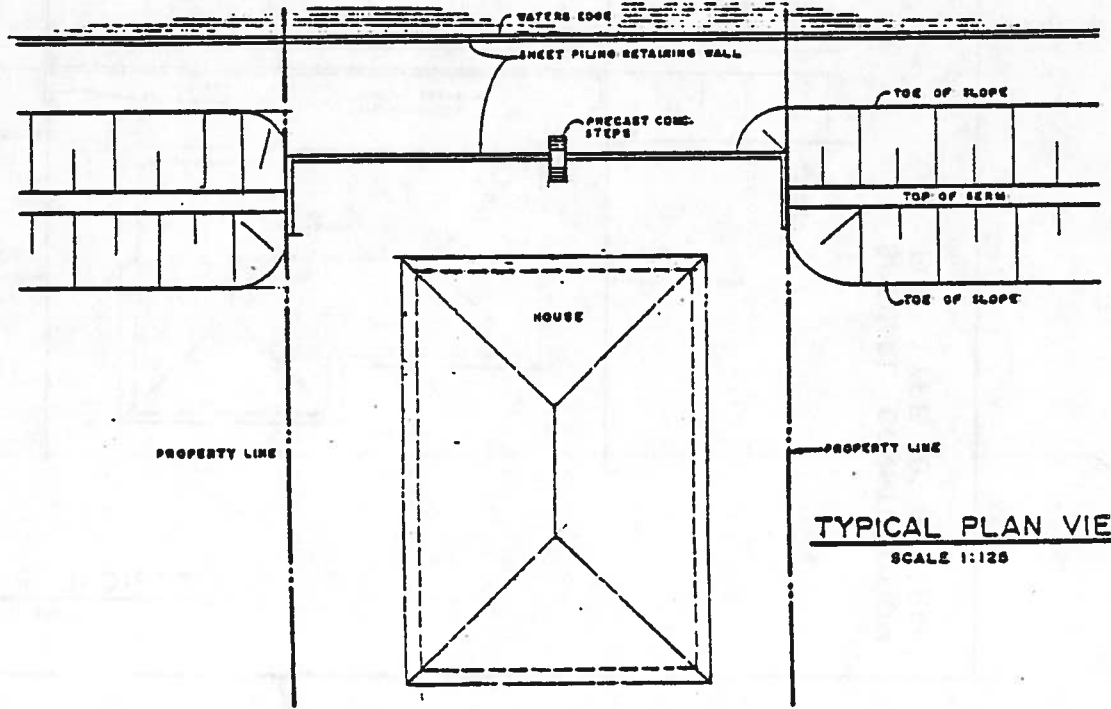 WATERS EDGE
SHEET PILING RETAINING WALL
PRECAST CONC.
STEPS
TOE OF SLOPE
TOP OF BERM
TOE OF SLOPE
HOUSE
PROPERTY LINE
PROPERTY LINE
TYPICAL PLAN VIE
SCALE 1:125